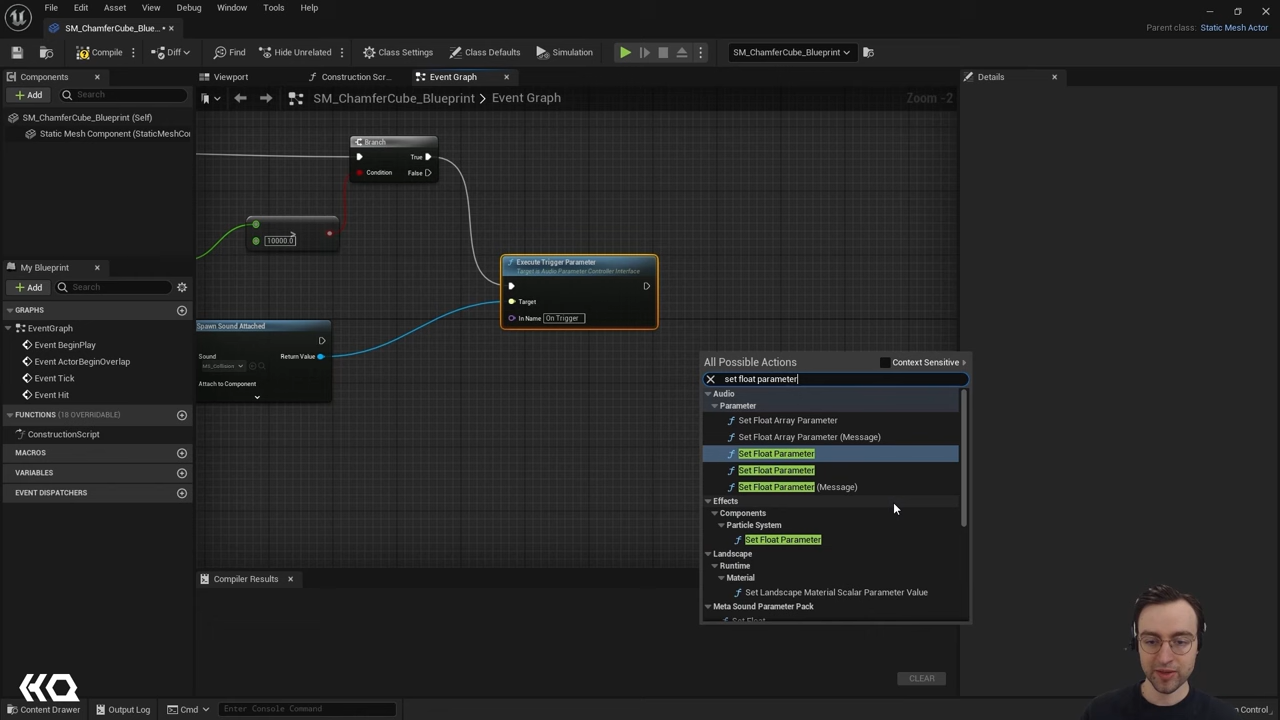 File Edit Asset View Debug Window Tools Help
SM_ChamferCube_Blue...
Parent class: Static Mesh Actor
Compile Diff Find Hide Unrelated Class Settings Class Defaults Simulation SM_ChamferCube_Blueprint
Components Viewport Construction Scr... Event Graph Details
Add Search
SM_ChamferCube_Blueprint > Event Graph Zoom -2
SM_ChamferCube_Blueprint (Self)
Static Mesh Component (StaticMeshCo
Branch
True
Condition False
>
10000.0
My Blueprint
Add Search
GRAPHS
EventGraph
Event BeginPlay
Event ActorBeginOverlap
Event Tick
Event Hit
FUNCTIONS (18 OVERRIDABLE)
ConstructionScript
MACROS
VARIABLES
EVENT DISPATCHERS
Execute Trigger Parameter
Target is Audio Parameter Controller Interface
Target
In Name On Trigger
Spawn Sound Attached
Sound Return Value
MS_Collision
Attach to Component
All Possible Actions Context Sensitive
set float parameter
Audio
Parameter
Set Float Array Parameter
Set Float Array Parameter (Message)
Set Float Parameter
Set Float Parameter
Set Float Parameter (Message)
Effects
Components
Particle System
Set Float Parameter
Landscape
Runtime
Material
Set Landscape Material Scalar Parameter Value
Meta Sound Parameter Pack
Set Float
Compiler Results
CLEAR
Content Drawer Output Log Cmd Enter Console Command
Control